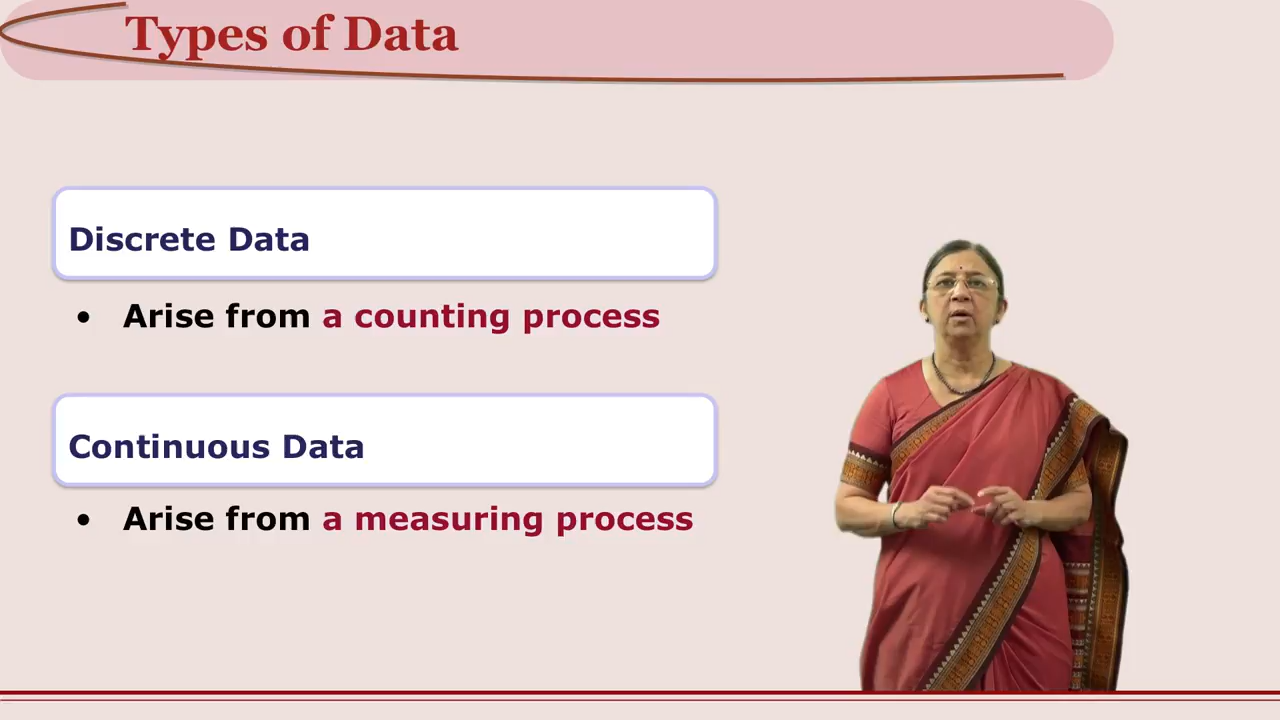 Types of Data
Discrete Data
• Arise from a counting process
Continuous Data
• Arise from a measuring process